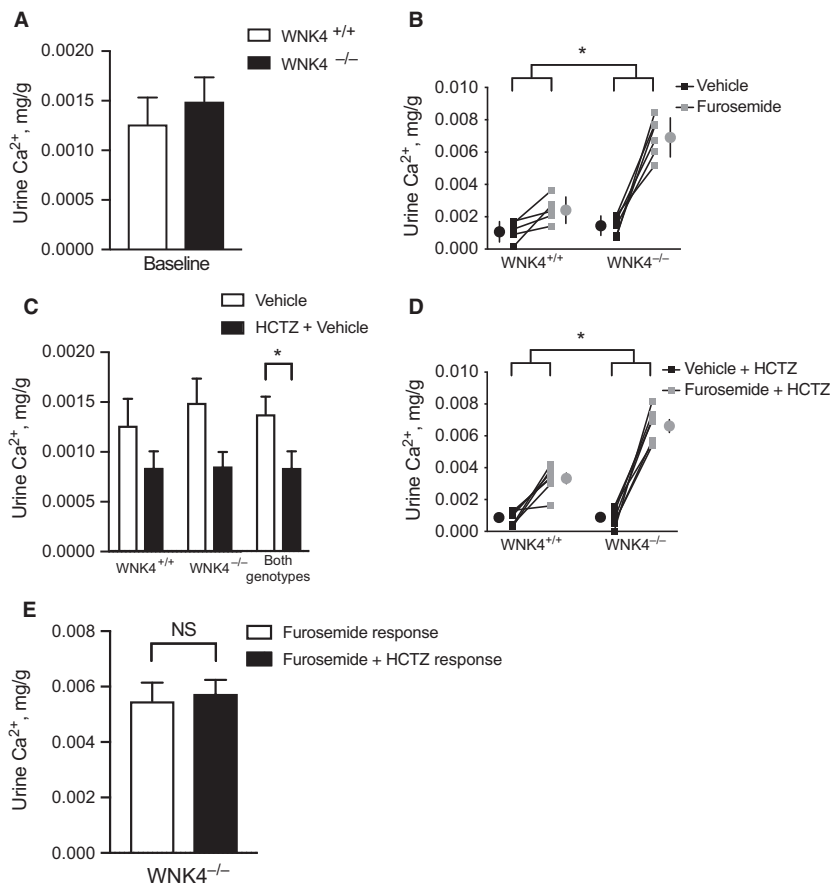 A
WNK4 +/+
WNK4 –/–
Urine Ca2+, mg/g
0.0020
0.0015
0.0010
0.0005
0.0000
Baseline
B
*
Vehicle
Furosemide
Urine Ca2+, mg/g
0.010
0.008
0.006
0.004
0.002
0.000
WNK4+/+
WNK4–/–
C
Vehicle
HCTZ + Vehicle
*
Urine Ca2+, mg/g
0.0020
0.0015
0.0010
0.0005
0.0000
WNK4+/+
WNK4–/–
Both
genotypes
D
*
Vehicle + HCTZ
Furosemide + HCTZ
Urine Ca2+, mg/g
0.010
0.008
0.006
0.004
0.002
0.000
WNK4+/+
WNK4–/–
E
NS
Furosemide response
Furosemide + HCTZ response
Urine Ca2+, mg/g
0.008
0.006
0.004
0.002
0.000
WNK4–/–